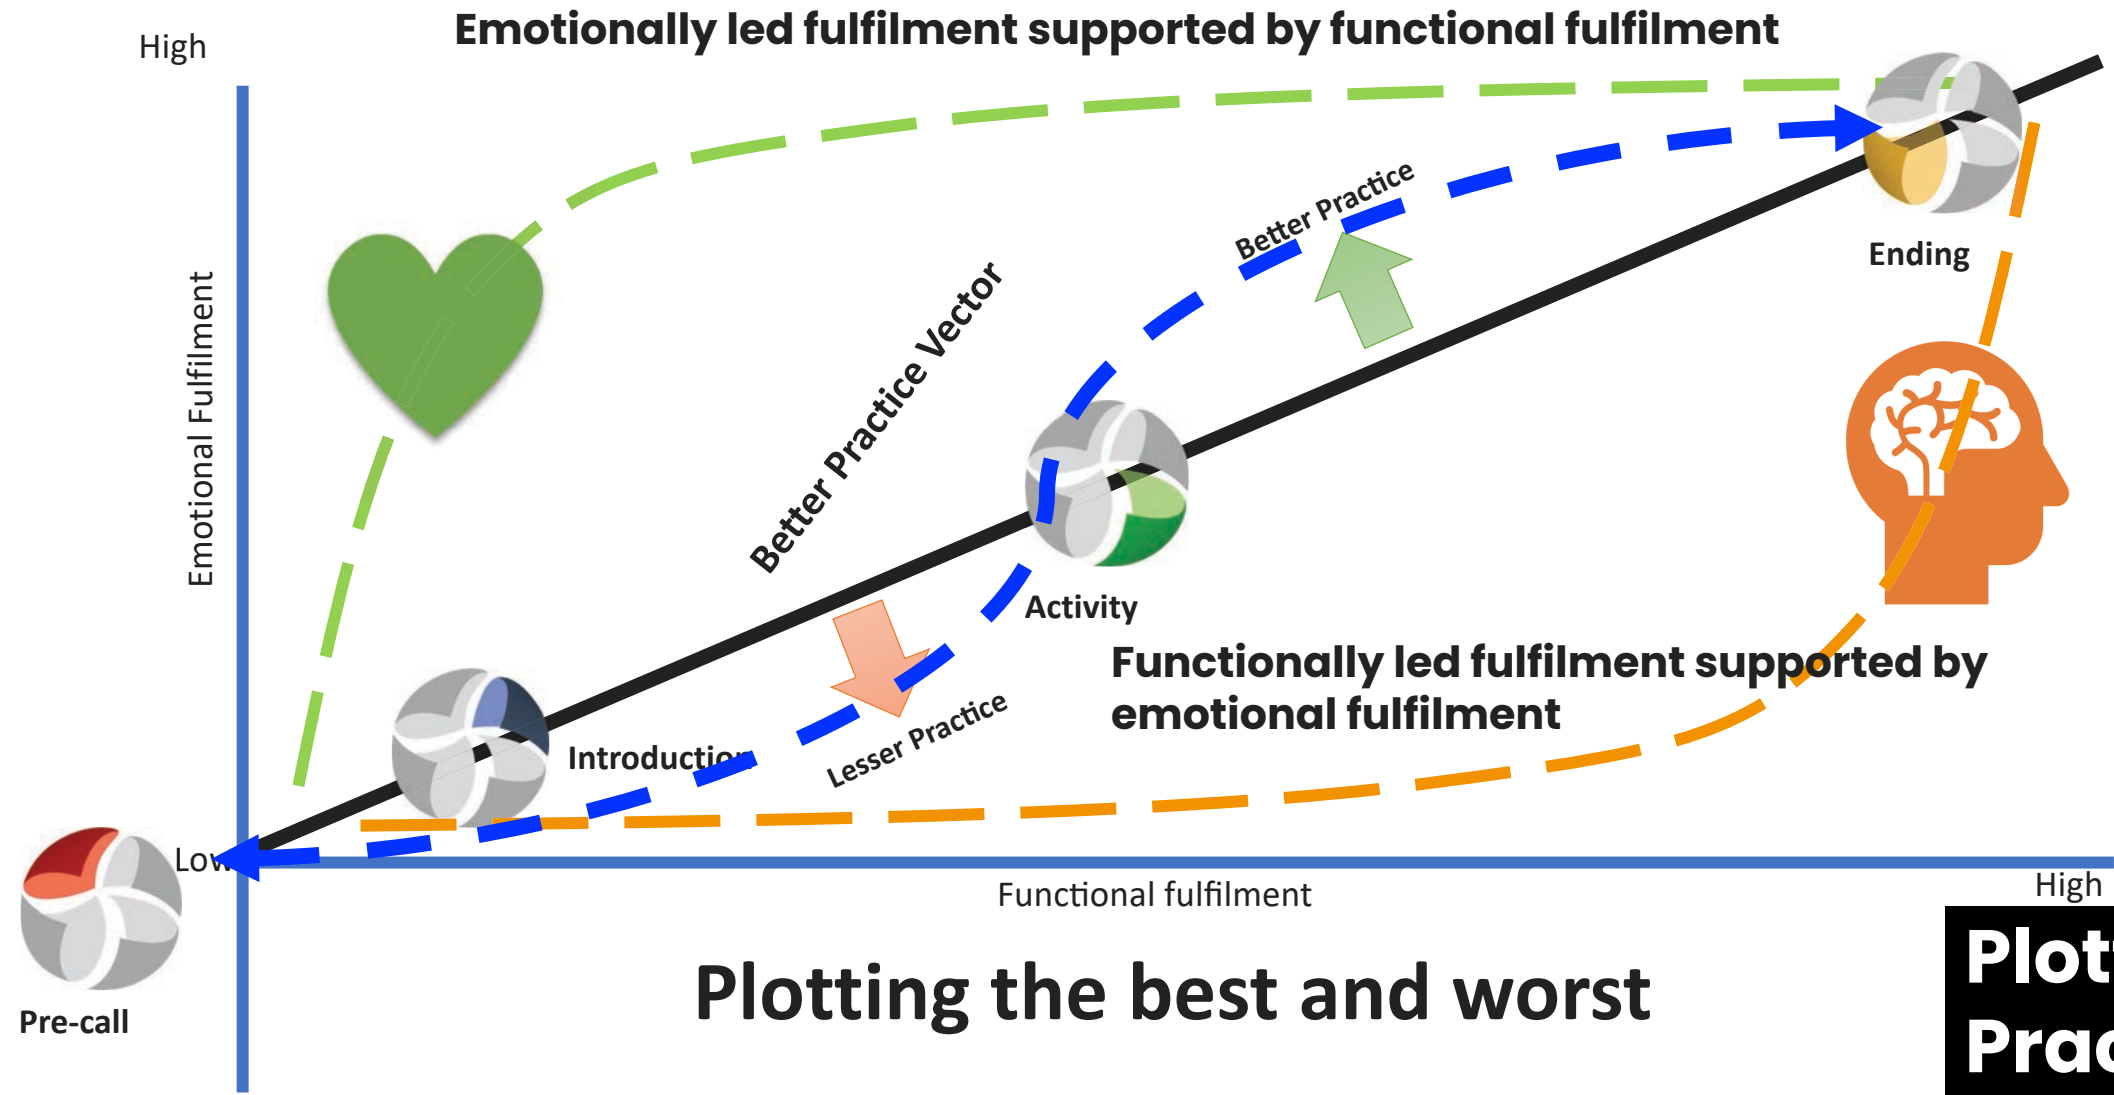 Emotionally led fulfilment supported by functional fulfilment
High
Better Practice
Ending
Emotional Fulfilment
Better Practice Vector
Activity
Functionally led fulfilment supported by
emotional fulfilment
Introduction
Lesser Practice
Low
Functional fulfilment
High
Plotting the best and worst
Pre-call